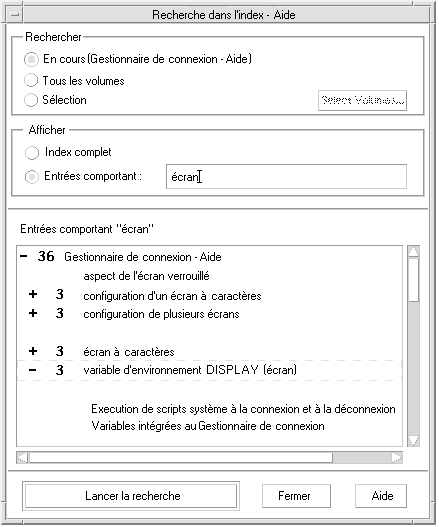 Recherche dans l'index - Aide
Rechercher
En cours (Gestionnaire de connexion - Aide)
Tous les volumes
Sélection
Select Volumes...
Afficher
Index complet
Entrées comportant :
écran
Entrées comportant "écran"
- 36 Gestionnaire de connexion - Aide
aspect de l'écran verrouillé
+ 3 configuration d'un écran à caractères
+ 3 configuration de plusieurs écrans
+ 3 écran à caractères
- 3 variable d'environnement DISPLAY (écran)
Execution de scripts système à la connexion et à la déconnexion
Variables intégrées au Gestionnaire de connexion
Lancer la recherche
Fermer
Aide